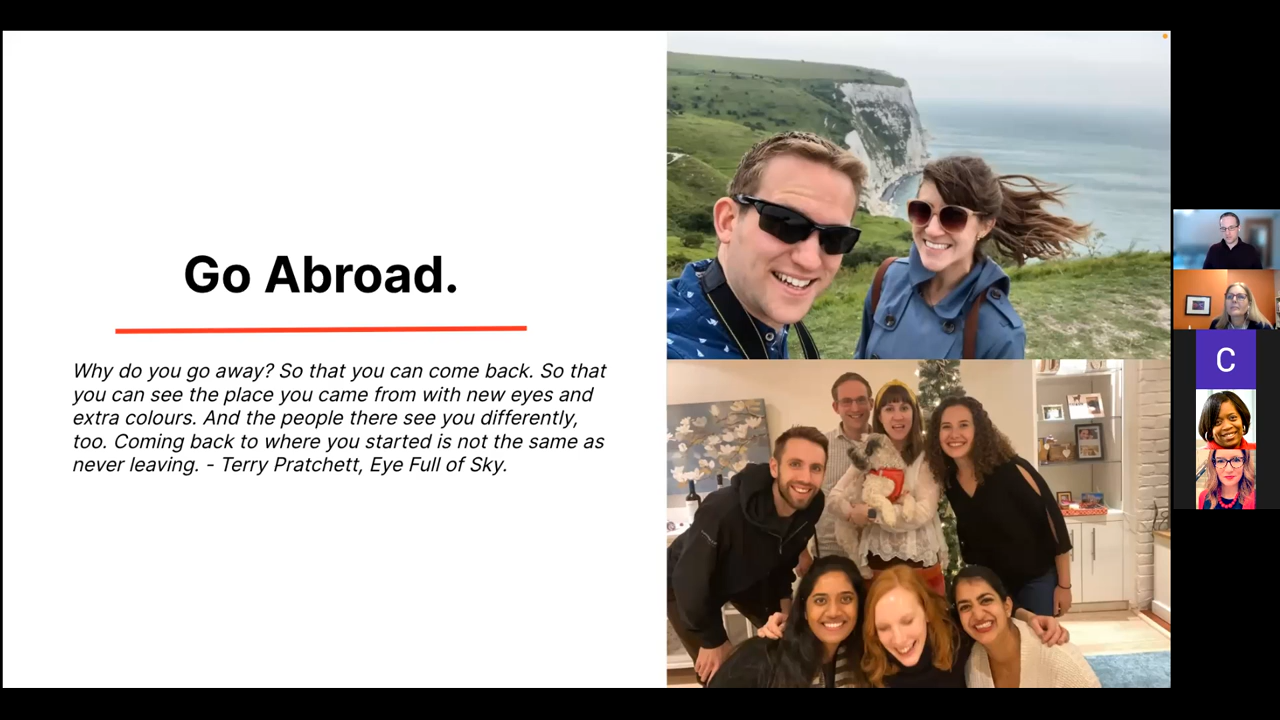 Go Abroad.
Why do you go away? So that you can come back. So that
you can see the place you came from with new eyes and
extra colours. And the people there see you differently,
too. Coming back to where you started is not the same as
never leaving. - Terry Pratchett, Eye Full of Sky.
C